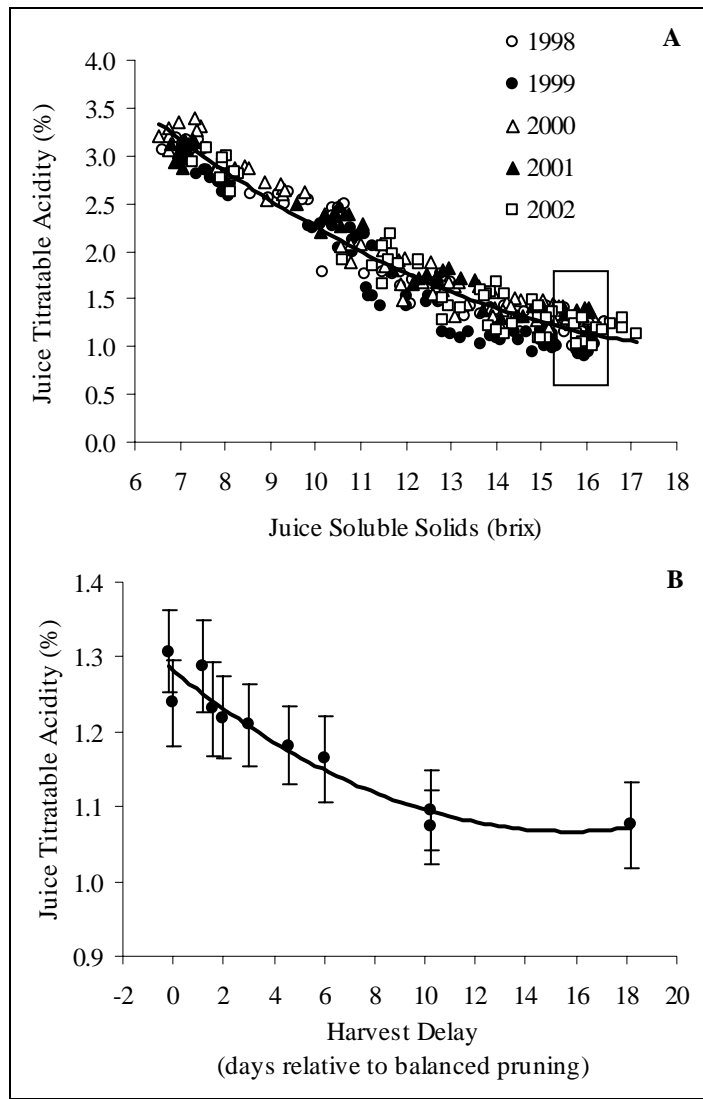 A
1998
1999
2000
2001
2002
4.0
3.5
3.0
2.5
2.0
1.5
1.0
0.5
0.0
Juice Titratable Acidity (%)
6 7 8 9 10 11 12 13 14 15 16 17 18
Juice Soluble Solids (brix)
B
1.4
1.3
1.2
1.1
1.0
0.9
Juice Titratable Acidity (%)
-2 0 2 4 6 8 10 12 14 16 18 20
Harvest Delay
(days relative to balanced pruning)